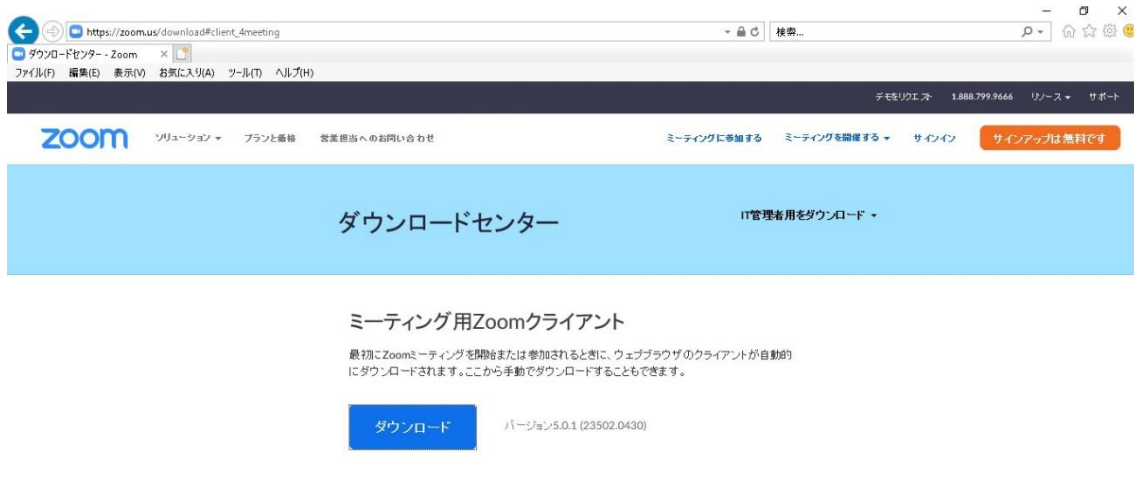 https://zoom.us/download#client_4meeting
検索...
ダウンロードセンター - Zoom
ファイル(F) 編集(E) 表示(V) お気に入り(A) ツール(T) ヘルプ(H)
デモをリクエスト 1.888.799.9666 リソース サポート
zoom ソリューション プランと価格 営業担当へのお問い合わせ ミーティングに参加する ミーティングを開催する サインイン サインアップは無料です
ダウンロードセンター IT管理者用をダウンロード
ミーティング用Zoomクライアント
最初にZoomミーティングを開始または参加されるときに、ウェブブラウザのクライアントが自動的
にダウンロードされます。ここから手動でダウンロードすることもできます。
ダウンロード バージョン5.0.1 (23502.0430)